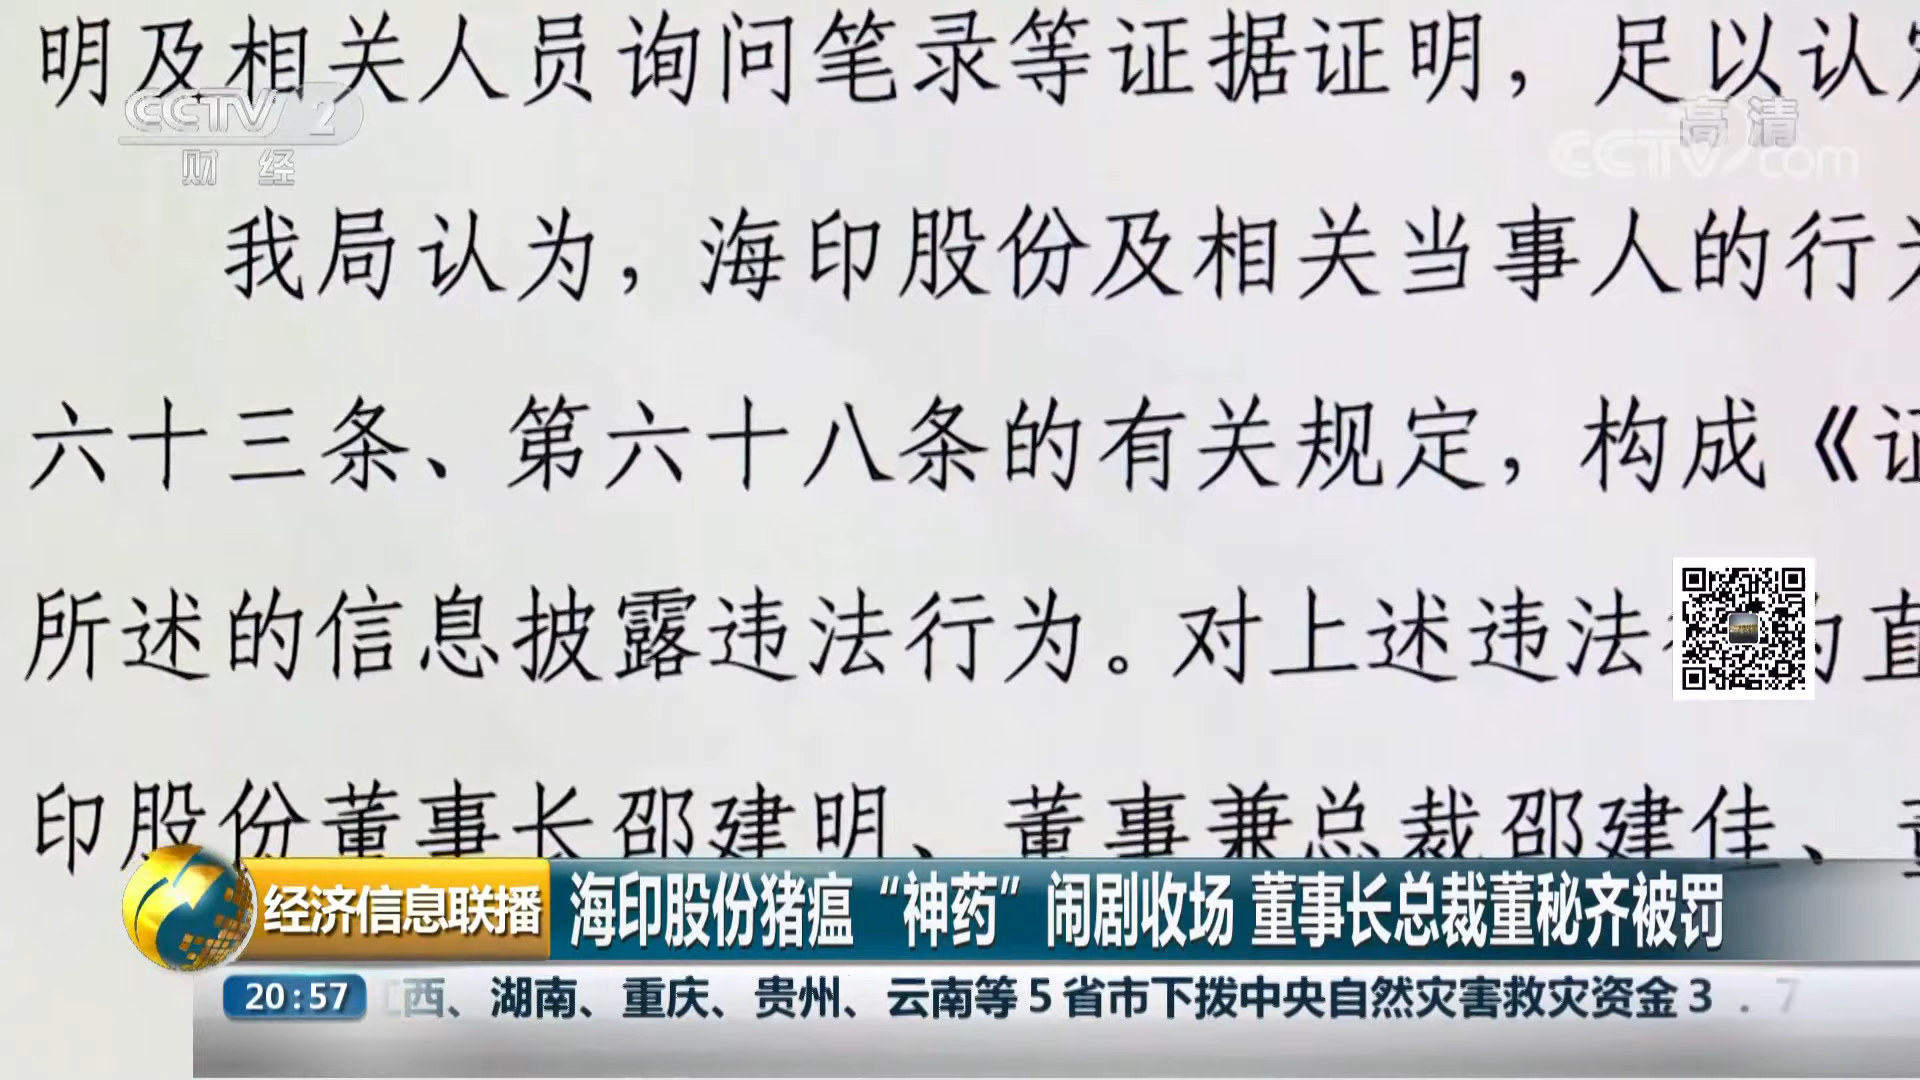 明及相关人员询问笔录等证据证明，足以认定
CCTV 2
财 经
高清
CCTV.com
我局认为，海印股份及相关当事人的行为
六十三条、第六十八条的有关规定，构成《证
所述的信息披露违法行为。对上述违法行为直
印股份董事长邵建明、董事兼总裁邵建佳、
经济信息联播
海印股份猪瘟“神药”闹剧收场 董事长总裁董秘齐被罚
20:57
西、湖南、重庆、贵州、云南等5省市下拨中央自然灾害救灾资金3.7